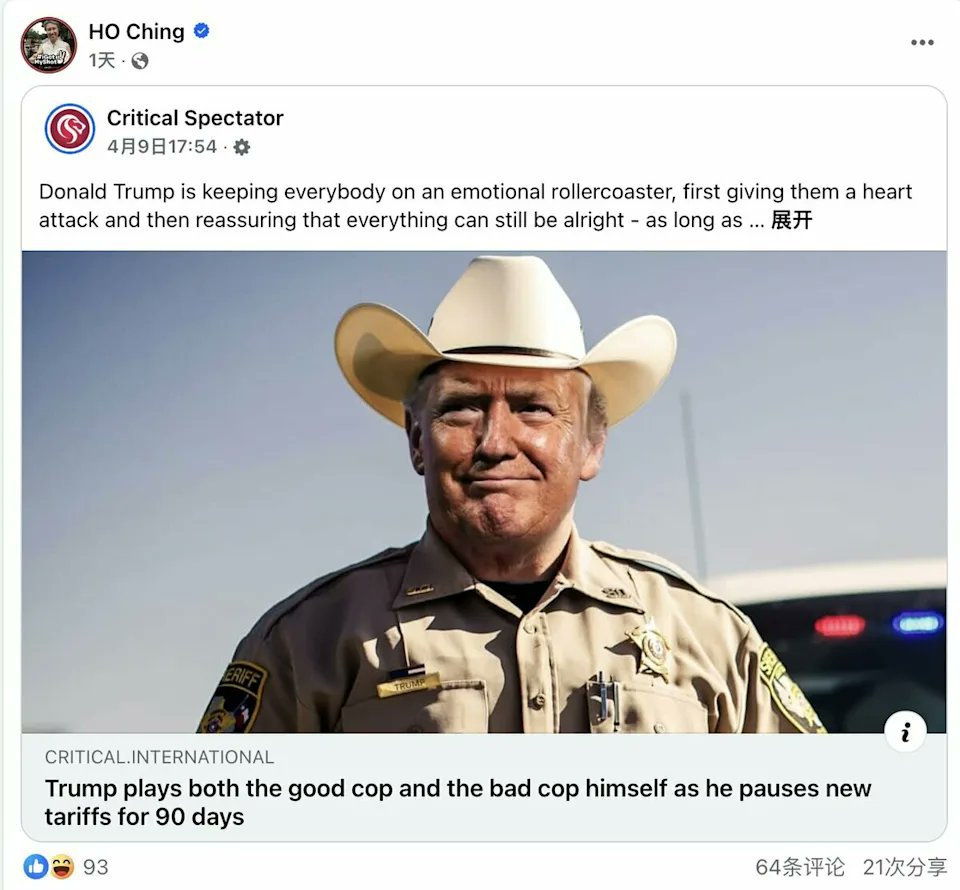 HO Ching
1天 ·
Critical Spectator
4月9日17:54 ·
Donald Trump is keeping everybody on an emotional rollercoaster, first giving them a heart
attack and then reassuring that everything can still be alright - as long as ... 展开
SHERIFF
TRUMP
i
CRITICAL.INTERNATIONAL
Trump plays both the good cop and the bad cop himself as he pauses new
tariffs for 90 days
93
64条评论 21次分享